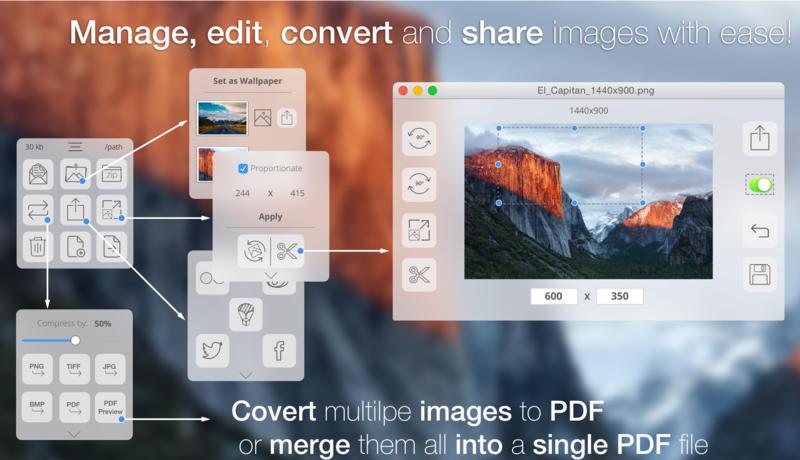 Manage, edit, convert and share images with ease!
Set as Wallpaper
El_Capitan_1440x900.png
1440x900
30 kb
/path
zip
Proportionate
244 x 415
Apply
90°
90°
600 x 350
Compress by: 50%
PNG
TIFF
JPG
BMP
PDF
PDF
Preview
f
Covert multilpe images to PDF
or merge them all into a single PDF file